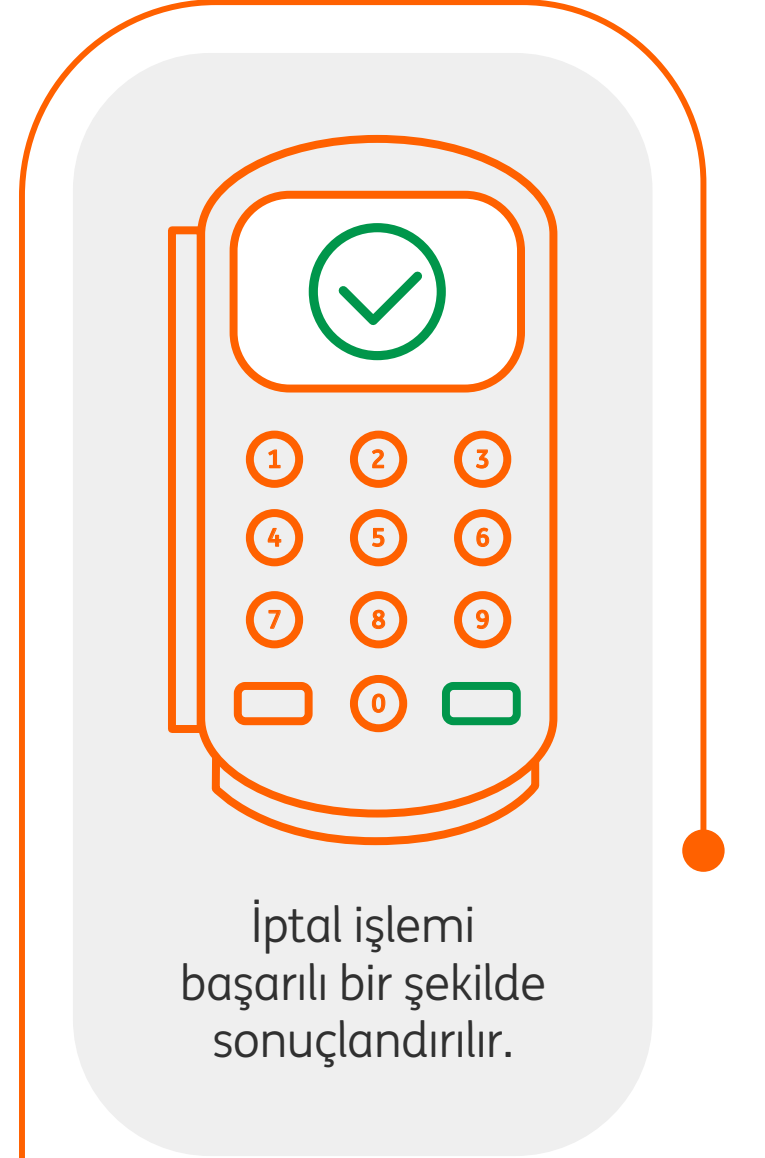 1 2 3
4 5 6
7 8 9
0
İptal işlemi
başarılı bir şekilde
sonuçlandırılır.